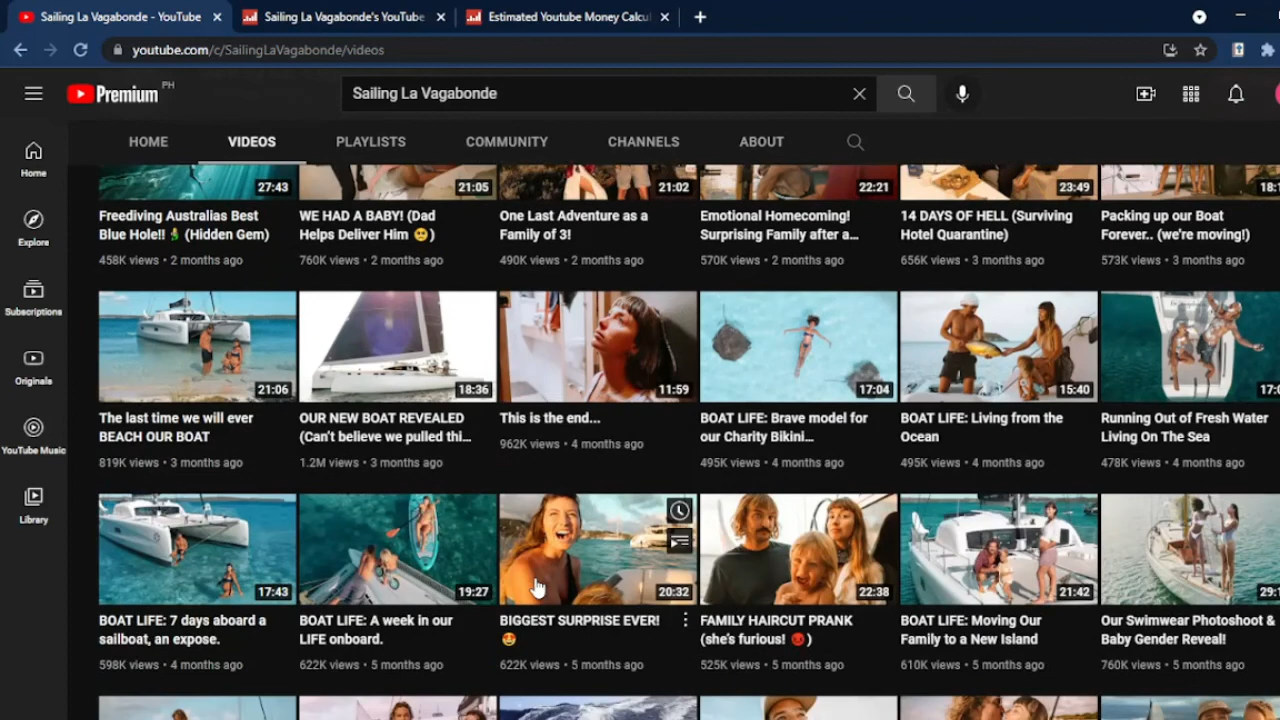 Sailing La Vagabonde - YouTube
Sailing La Vagabonde's YouTube
Estimated Youtube Money Calcu
youtube.com/c/SailingLaVagabonde/videos
Premium PH
Sailing La Vagabonde
HOME VIDEOS PLAYLISTS COMMUNITY CHANNELS ABOUT
Home
Explore
Subscriptions
Originals
YouTube Music
Library
27:43
Freediving Australias Best
Blue Hole!! 🧜‍♂️ (Hidden Gem)
458K views • 2 months ago
21:05
WE HAD A BABY! (Dad
Helps Deliver Him 🥺)
760K views • 2 months ago
21:02
One Last Adventure as a
Family of 3!
490K views • 2 months ago
22:21
Emotional Homecoming!
Surprising Family after a...
570K views • 2 months ago
23:49
14 DAYS OF HELL (Surviving
Hotel Quarantine)
656K views • 3 months ago
18:1
Packing up our Boat
Forever.. (we're moving!)
573K views • 3 months ago
21:06
The last time we will ever
BEACH OUR BOAT
819K views • 3 months ago
18:36
OUR NEW BOAT REVEALED
(Can't believe we pulled thi...
1.2M views • 3 months ago
11:59
This is the end...
962K views • 4 months ago
17:04
BOAT LIFE: Brave model for
our Charity Bikini...
495K views • 4 months ago
15:40
BOAT LIFE: Living from the
Ocean
495K views • 4 months ago
17:0
Running Out of Fresh Water
Living On The Sea
478K views • 4 months ago
17:43
BOAT LIFE: 7 days aboard a
sailboat, an expose.
598K views • 4 months ago
19:27
BOAT LIFE: A week in our
LIFE onboard.
622K views • 5 months ago
20:32
BIGGEST SURPRISE EVER!
😍
622K views • 5 months ago
22:38
FAMILY HAIRCUT PRANK
(she's furious! 😡)
525K views • 5 months ago
21:42
BOAT LIFE: Moving Our
Family to a New Island
610K views • 5 months ago
29:1
Our Swimwear Photoshoot &
Baby Gender Reveal!
760K views • 5 months ago